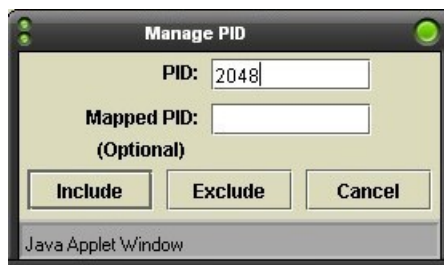 Manage PID
PID: 2048
Mapped PID:
(Optional)
Include Exclude Cancel
Java Applet Window